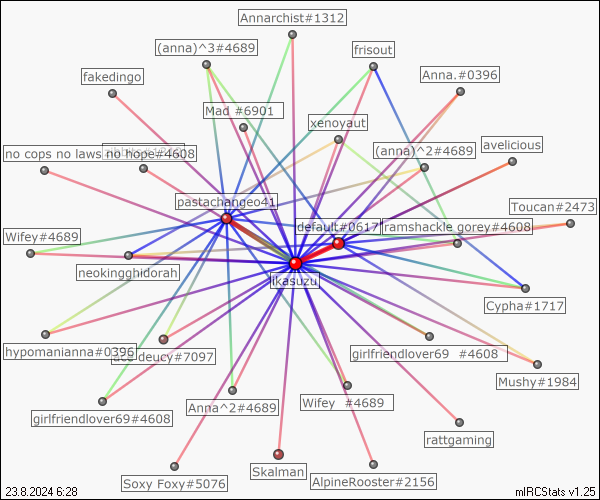 Annarchist#1312
(anna)^3#4689
frisout
fakedingo
Anna.#0396
Mad #6901
xenoyaut
avelicious
no cops no laws no hope#4608
(anna)^2#4689
pastachangeo41
Toucan#2473
default#0617
ramshackle gorey#4608
Wifey#4689
neokingghidorah
ikasuzu
Cypha#1717
hypomanianna#0396
deucy#7097
girlfriendlover69 #4608
Mushy#1984
girlfriendlover69#4608
Anna^2#4689
Wifey #4689
rattgaming
Skalman
Soxy Foxy#5076
AlpineRooster#2156
23.8.2024 6:28
mIRCStats v1.25